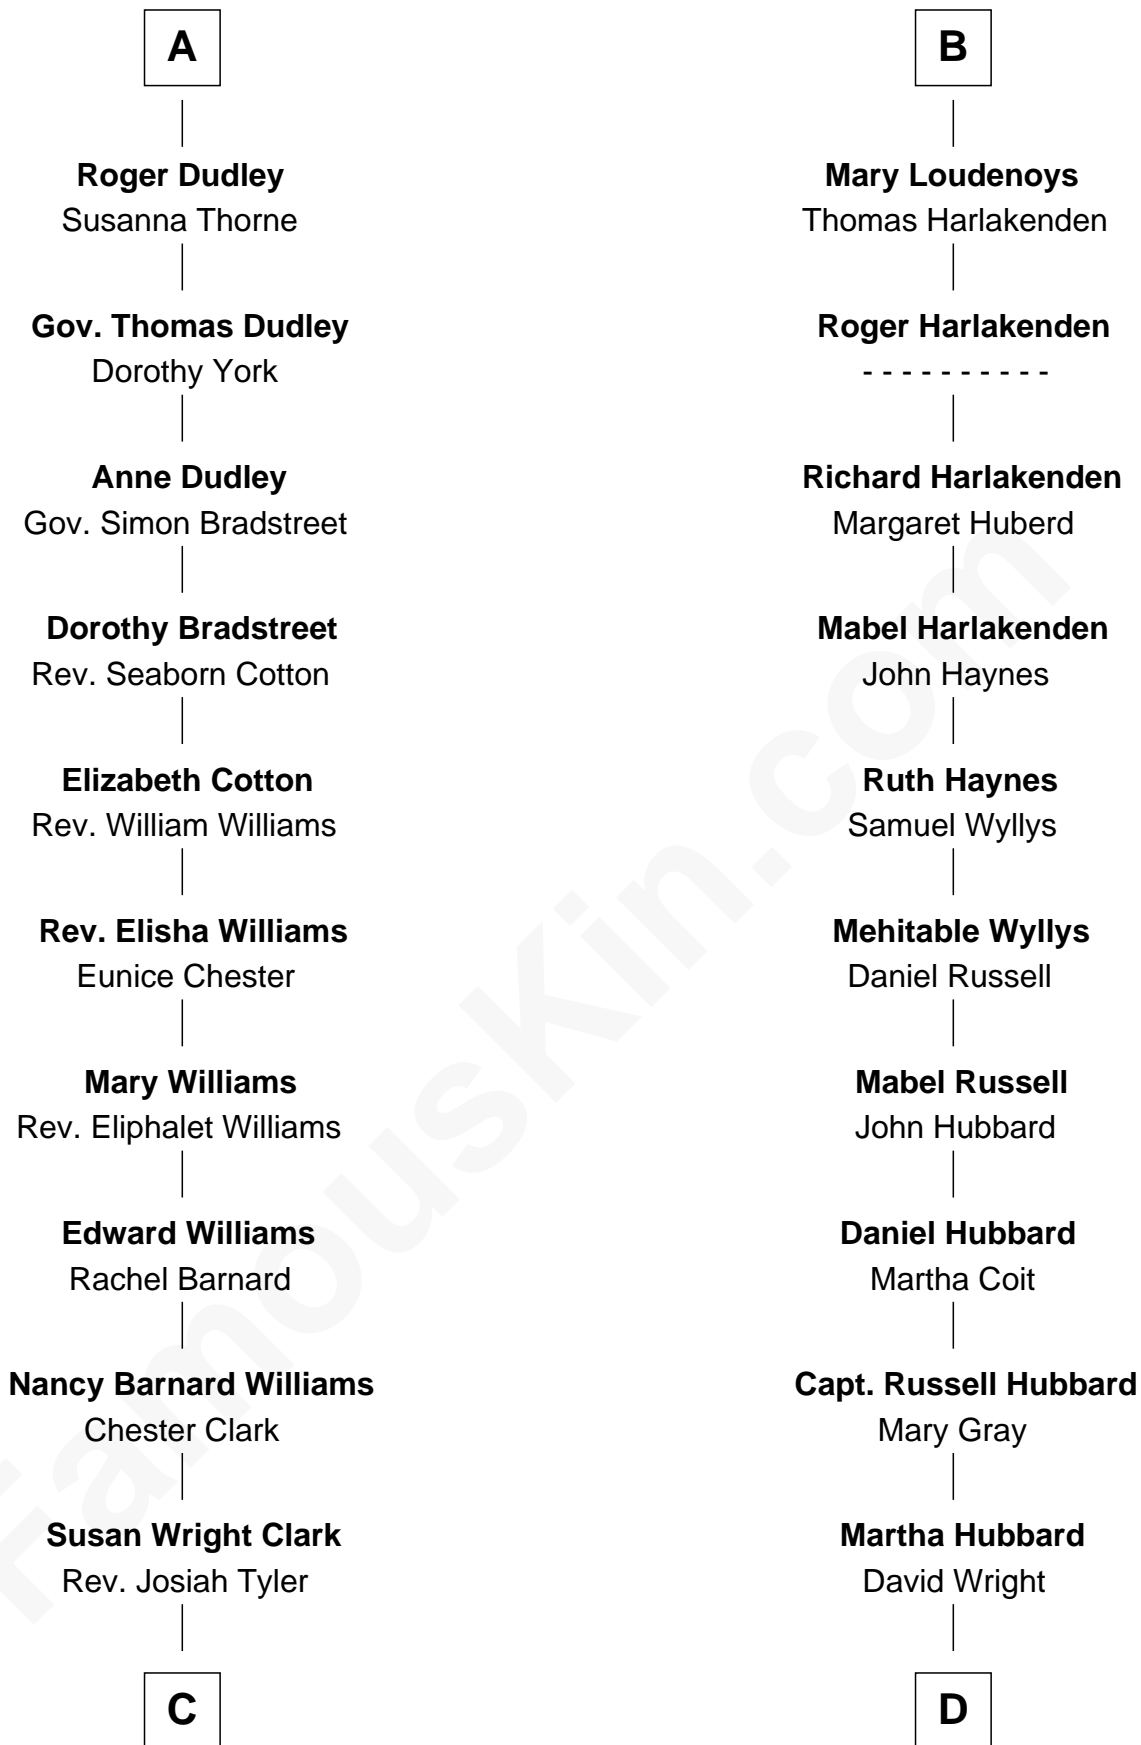 A
Roger Dudley
Susanna Thorne
Gov. Thomas Dudley
Dorothy York
Anne Dudley
Gov. Simon Bradstreet
Dorothy Bradstreet
Rev. Seaborn Cotton
Elizabeth Cotton
Rev. William Williams
Rev. Elisha Williams
Eunice Chester
Mary Williams
Rev. Eliphalet Williams
Edward Williams
Rachel Barnard
Nancy Barnard Williams
Chester Clark
Susan Wright Clark
Rev. Josiah Tyler
C
B
Mary Loudenoys
Thomas Harlakenden
Roger Harlakenden
- - - - - - - - - -
Richard Harlakenden
Margaret Huberd
Mabel Harlakenden
John Haynes
Ruth Haynes
Samuel Wyllys
Mehitable Wyllys
Daniel Russell
Mabel Russell
John Hubbard
Daniel Hubbard
Martha Coit
Capt. Russell Hubbard
Mary Gray
Martha Hubbard
David Wright
D
FamousKin.com